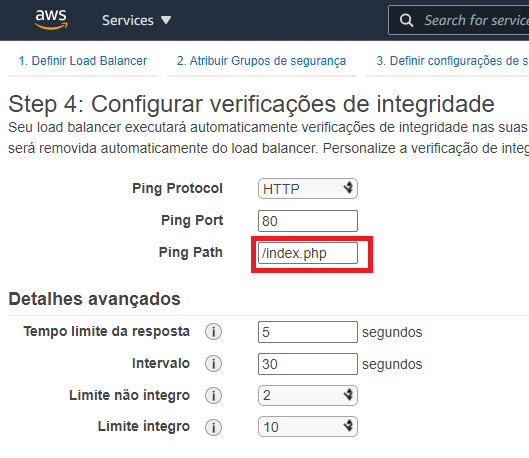 aws
Services
Search for service
1. Definir Load Balancer 2. Atribuir Grupos de segurança 3. Definir configurações de s
Step 4: Configurar verificações de integridade
Seu load balancer executará automaticamente verificações de integridade nas suas
será removida automaticamente do load balancer. Personalize a verificação de integ
Ping Protocol HTTP
Ping Port 80
Ping Path /index.php
Detalhes avançados
Tempo limite da resposta i 5 segundos
Intervalo i 30 segundos
Limite não íntegro i 2
Limite íntegro i 10